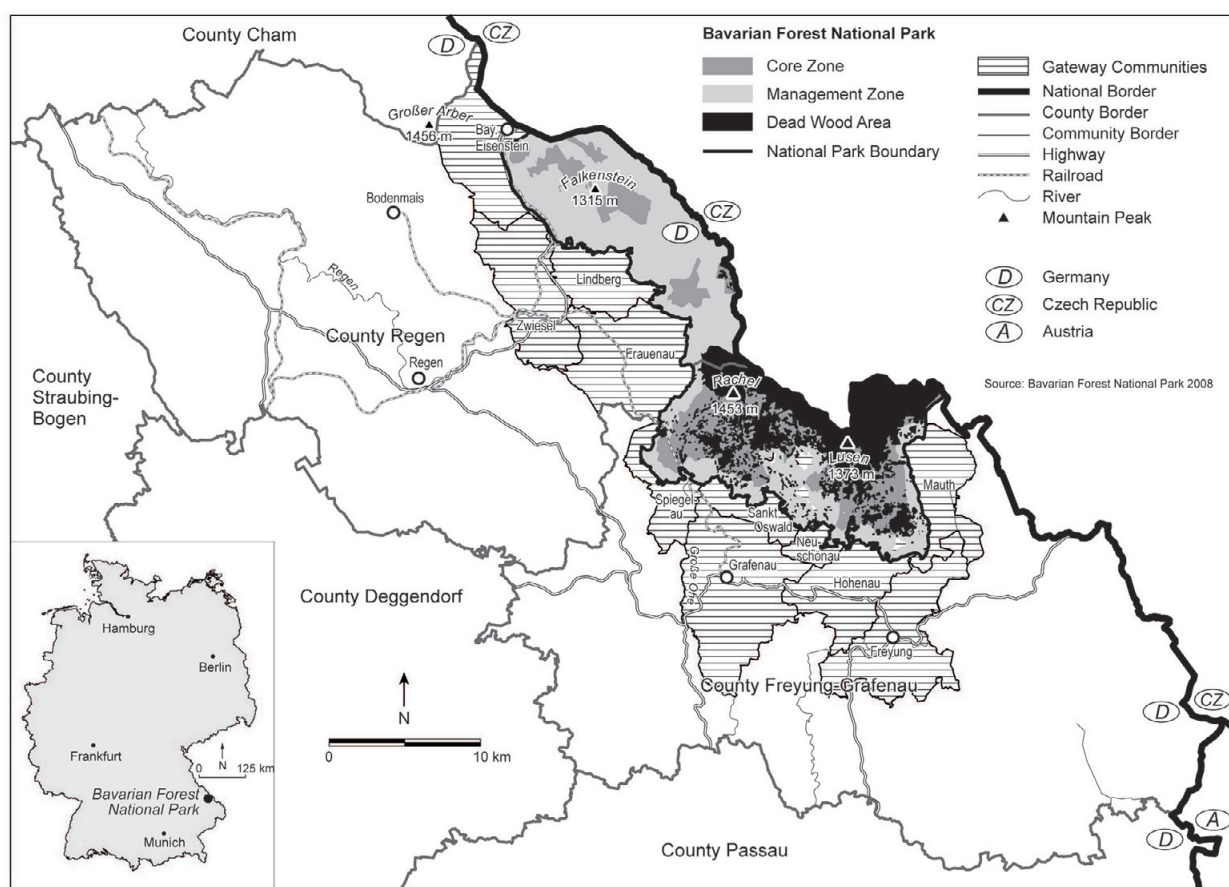 County Cham
D
CZ
Großer Arber
1456 m
Bay.
Eisenstein
Falkenstein
1315 m
Bodenmais
D
CZ
Regen
Lindberg
Zwiesel
County Regen
Frauenau
Regen
County
Straubing-
Bogen
Rachel
1453 m
Lusen
1373 m
Mauth
Spiegel-
au
Sankt
Oswald
Neu-
schönau
Große Ohe
Grafenau
Hohenau
Freyung
County Deggendorf
County Freyung-Grafenau
N
0
10 km
County Passau
D
CZ
D
A
Bavarian Forest National Park
Core Zone
Management Zone
Dead Wood Area
National Park Boundary
Gateway Communities
National Border
County Border
Community Border
Highway
Railroad
River
Mountain Peak
D
Germany
CZ
Czech Republic
A
Austria
Source: Bavarian Forest National Park 2008
Hamburg
Berlin
Frankfurt
N
0
125 km
Bavarian Forest
National Park
Munich